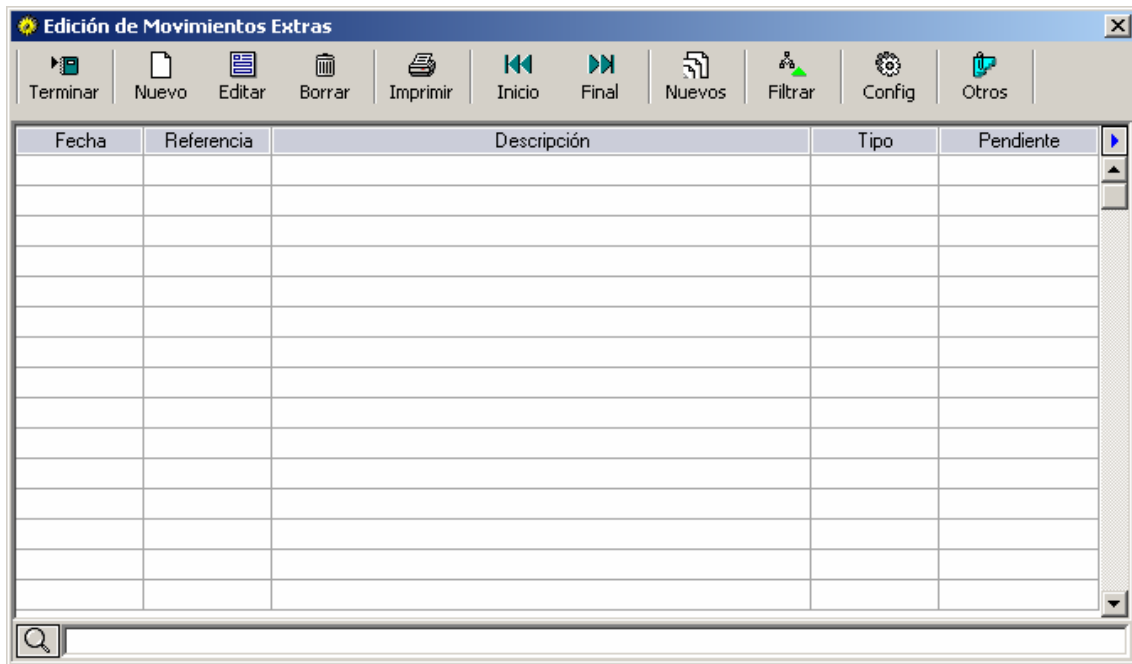 Edición de Movimientos Extras
Terminar Nuevo Editar Borrar Imprimir Inicio Final Nuevos Filtrar Config Otros
Fecha Referencia Descripción Tipo Pendiente